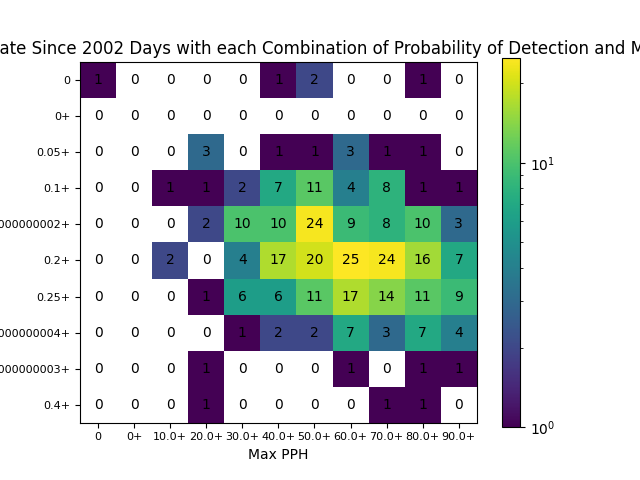 ate Since 2002 Days with each Combination of Probability of Detection and M
0 1 0 0 0 0 1 2 0 0 1 0
0+ 0 0 0 0 0 0 0 0 0 0 0
0.05+ 0 0 0 3 0 1 1 3 1 1 0
0.1+ 0 0 1 1 2 7 11 4 8 1 1
000000002+ 0 0 0 2 10 10 24 9 8 10 3
0.2+ 0 0 2 0 4 17 20 25 24 16 7
0.25+ 0 0 0 1 6 6 11 17 14 11 9
000000004+ 0 0 0 0 1 2 2 7 3 7 4
000000003+ 0 0 0 1 0 0 0 1 0 1 1
0.4+ 0 0 0 1 0 0 0 0 1 1 0
0 0+ 10.0+ 20.0+ 30.0+ 40.0+ 50.0+ 60.0+ 70.0+ 80.0+ 90.0+
Max PPH
10¹
10⁰